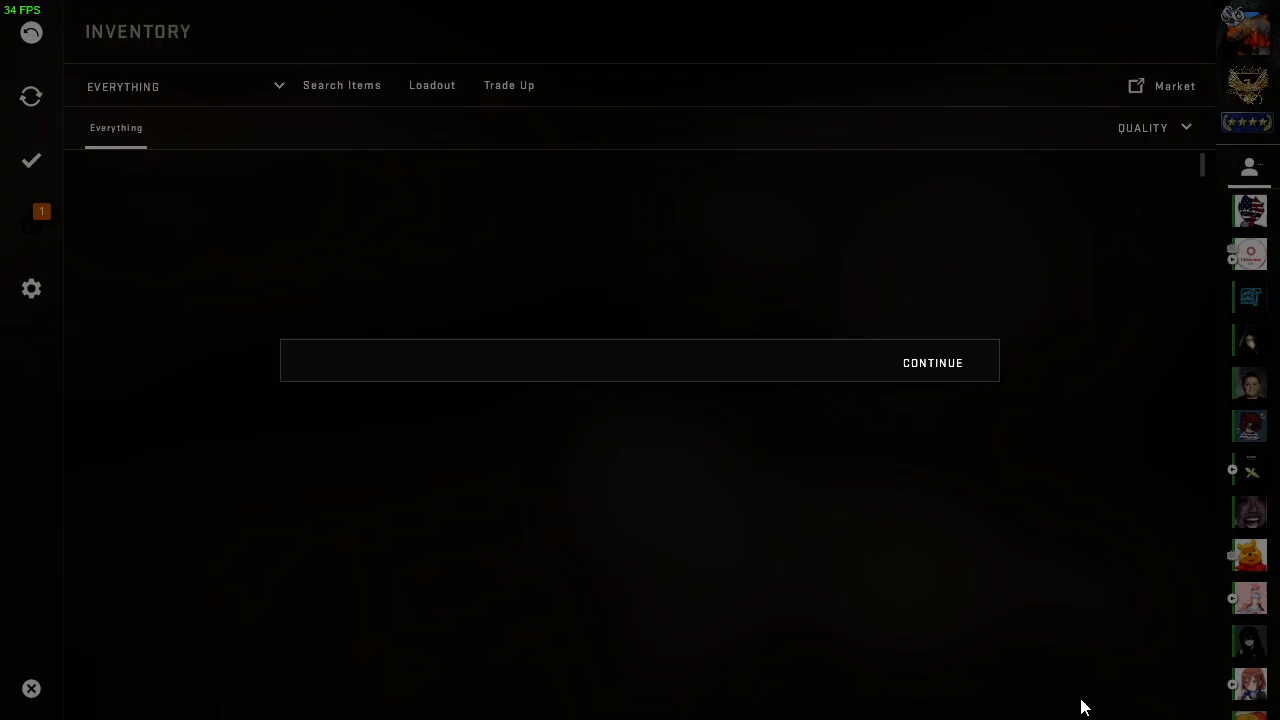 34 FPS
INVENTORY
EVERYTHING
Search Items
Loadout
Trade Up
Market
Everything
QUALITY
1
CONTINUE